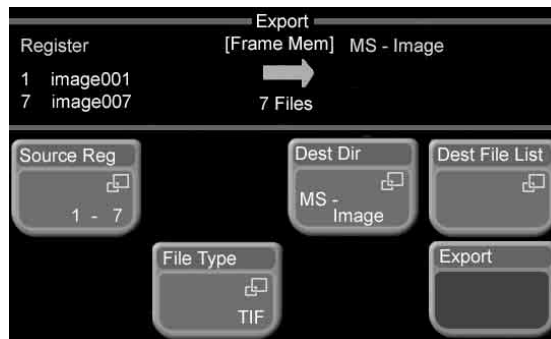 Export
Register [Frame Mem] MS - Image
1 image001
7 image007 7 Files
Source Reg
1 - 7
Dest Dir
MS -
Image
Dest File List
File Type
TIF
Export